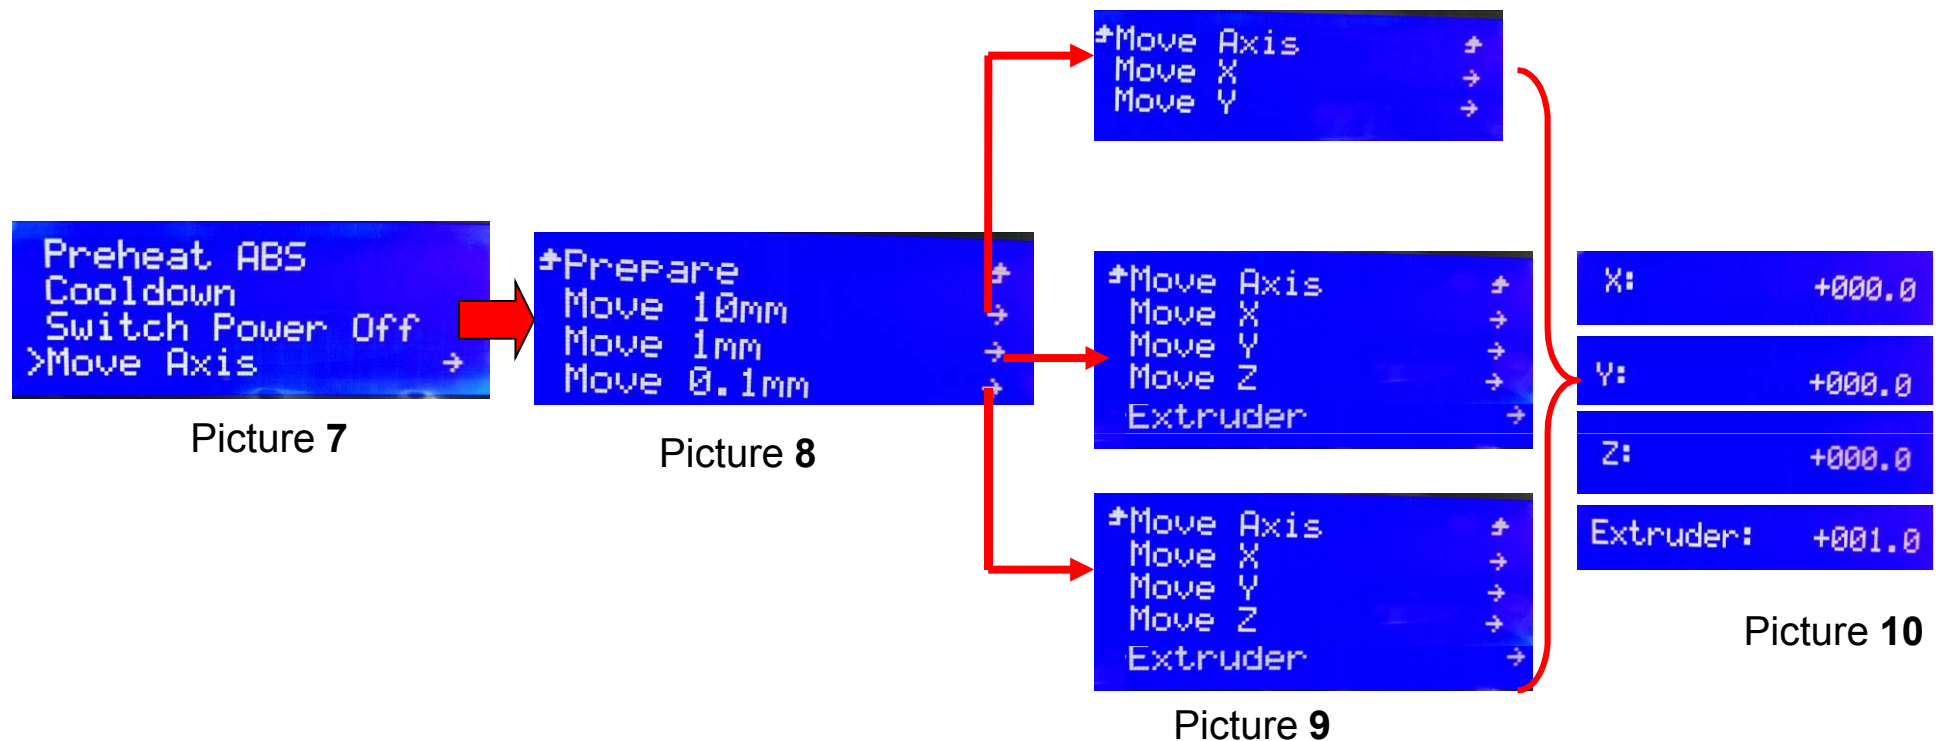 Preheat ABS
Cooldown
Switch Power Off
>Move Axis
Picture 7
Prepare
Move 10mm
Move 1mm
Move 0.1mm
Picture 8
Move Axis
Move X
Move Y
Move Axis
Move X
Move Y
Move Z
Extruder
Move Axis
Move X
Move Y
Move Z
Extruder
Picture 9
X: +000.0
Y: +000.0
Z: +000.0
Extruder: +001.0
Picture 10